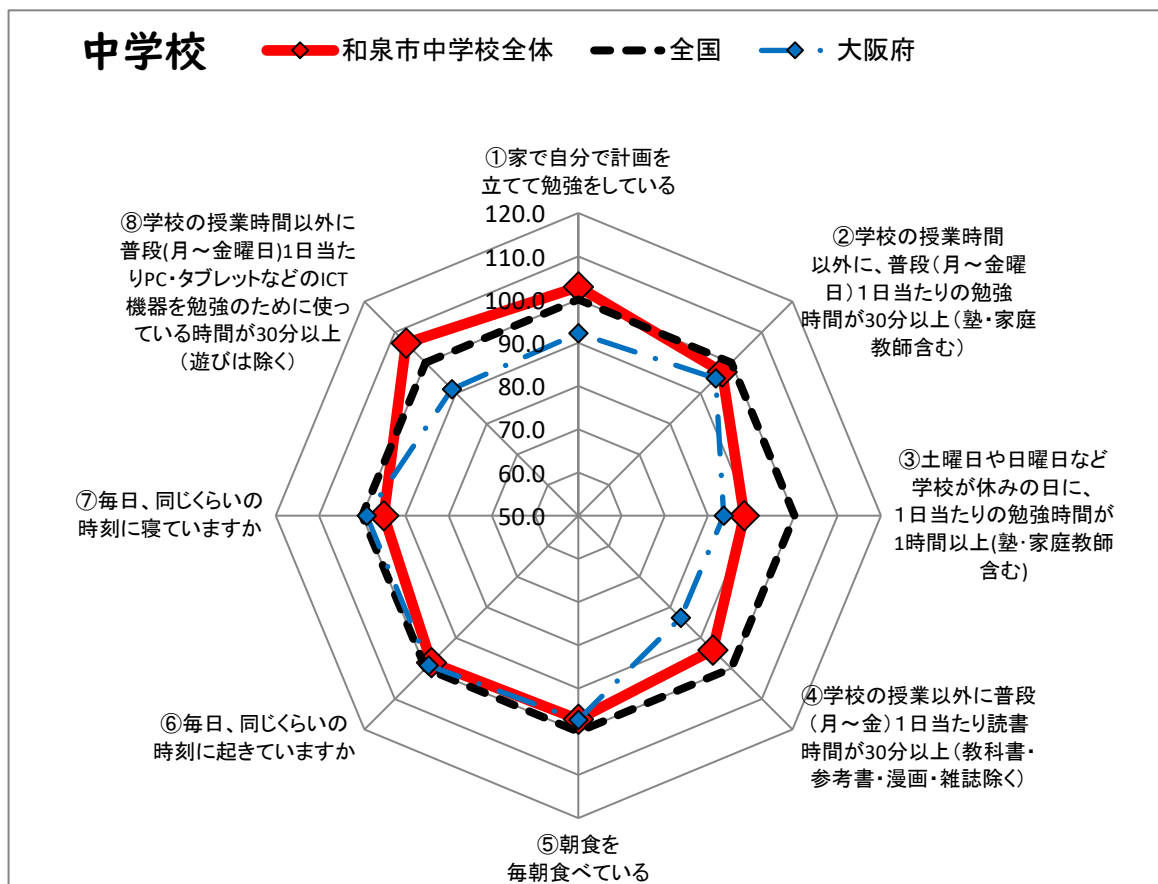 中学校
和泉市中学校全体
全国
大阪府
①家で自分で計画を
立てて勉強をしている
②学校の授業時間
以外に、普段（月～金曜
日）１日当たりの勉強
時間が30分以上（塾・家庭
教師含む）
③土曜日や日曜日など
学校が休みの日に、
１日当たりの勉強時間が
1時間以上(塾・家庭教師
含む)
④学校の授業以外に普段
（月～金）１日当たり読書
時間が30分以上（教科書・
参考書・漫画・雑誌除く）
⑤朝食を
毎朝食べている
⑥毎日、同じくらいの
時刻に起きていますか
⑦毎日、同じくらいの
時刻に寝ていますか
⑧学校の授業時間以外に
普段(月～金曜日)1日当た
りPC・タブレットなどのICT
機器を勉強のために使っ
ている時間が30分以上
（遊びは除く）
120.0
110.0
100.0
90.0
80.0
70.0
60.0
50.0